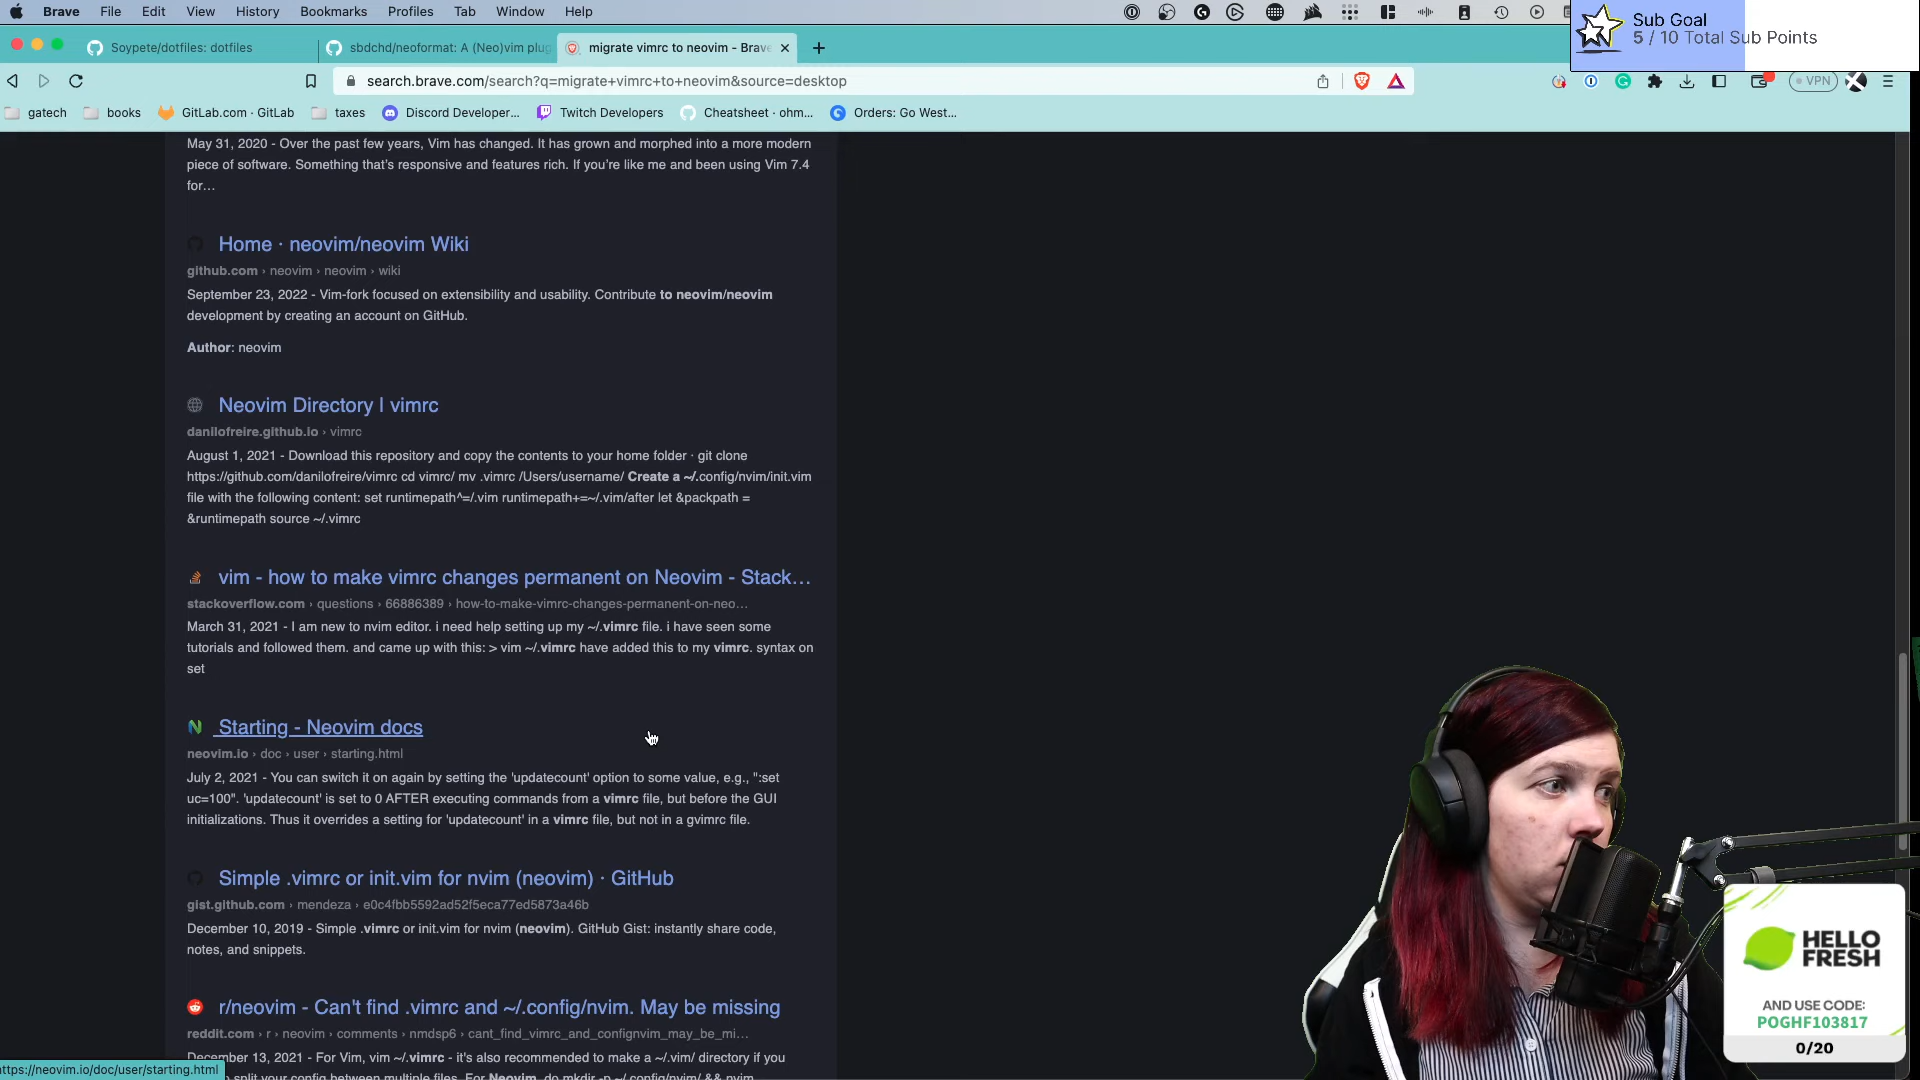 Brave File Edit View History Bookmarks Profiles Tab Window Help
Sub Goal
5 / 10 Total Sub Points
Soypete/dotfiles: dotfiles
sbdchd/neoformat: A (Neo)vim plug
migrate vimrc to neovim - Brave
search.brave.com/search?q=migrate+vimrc+to+neovim&source=desktop
VPN
gatech books GitLab.com · GitLab taxes Discord Developer... Twitch Developers Cheatsheet · ohm... Orders: Go West...
May 31, 2020 - Over the past few years, Vim has changed. It has grown and morphed into a more modern
piece of software. Something that's responsive and features rich. If you're like me and been using Vim 7.4
for...
Home · neovim/neovim Wiki
github.com › neovim › neovim › wiki
September 23, 2022 - Vim-fork focused on extensibility and usability. Contribute to neovim/neovim
development by creating an account on GitHub.
Author: neovim
Neovim Directory | vimrc
danilofreire.github.io › vimrc
August 1, 2021 - Download this repository and copy the contents to your home folder · git clone
https://github.com/danilofreire/vimrc cd vimrc/ mv .vimrc /Users/username/ Create a ~/.config/nvim/init.vim
file with the following content: set runtimepath^=/.vim runtimepath+=~/.vim/after let &packpath =
&runtimepath source ~/.vimrc
vim - how to make vimrc changes permanent on Neovim - Stack...
stackoverflow.com › questions › 66886389 › how-to-make-vimrc-changes-permanent-on-neo...
March 31, 2021 - I am new to nvim editor. i need help setting up my ~/.vimrc file. i have seen some
tutorials and followed them. and came up with this: > vim ~/.vimrc have added this to my vimrc. syntax on
set
Starting - Neovim docs
neovim.io › doc › user › starting.html
July 2, 2021 - You can switch it on again by setting the 'updatecount' option to some value, e.g., ":set
uc=100". 'updatecount' is set to 0 AFTER executing commands from a vimrc file, but before the GUI
initializations. Thus it overrides a setting for 'updatecount' in a vimrc file, but not in a gvimrc file.
Simple .vimrc or init.vim for nvim (neovim) · GitHub
gist.github.com › mendeza › e0c4fbb5592ad52f5eca77ed5873a46b
December 10, 2019 - Simple .vimrc or init.vim for nvim (neovim). GitHub Gist: instantly share code,
notes, and snippets.
r/neovim - Can't find .vimrc and ~/.config/nvim. May be missing
reddit.com › r › neovim › comments › nmdsp6 › cant_find_vimrc_and_confignvim_may_be_mi...
December 13, 2021 - For Vim, vim ~/.vimrc - it's also recommended to make a ~/.vim/ directory if you
split your config between multiple files. For Neovim, do mkdir -p ~/.config/nvim/ && nvim
https://neovim.io/doc/user/starting.html
HELLO
FRESH
AND USE CODE:
POGHF103817
0/20